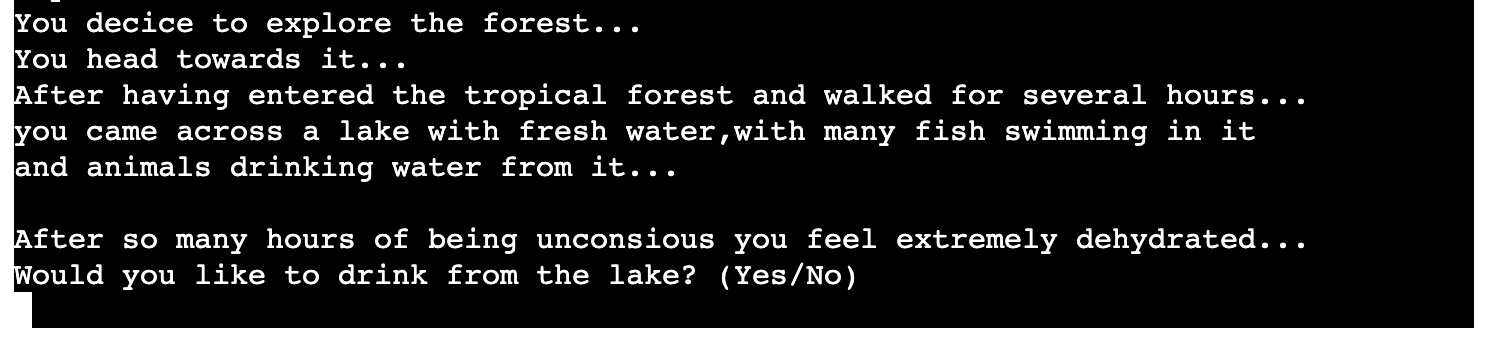 You decice to explore the forest...
You head towards it...
After having entered the tropical forest and walked for several hours...
you came across a lake with fresh water,with many fish swimming in it
and animals drinking water from it...
After so many hours of being unconsious you feel extremely dehydrated...
Would you like to drink from the lake? (Yes/No)